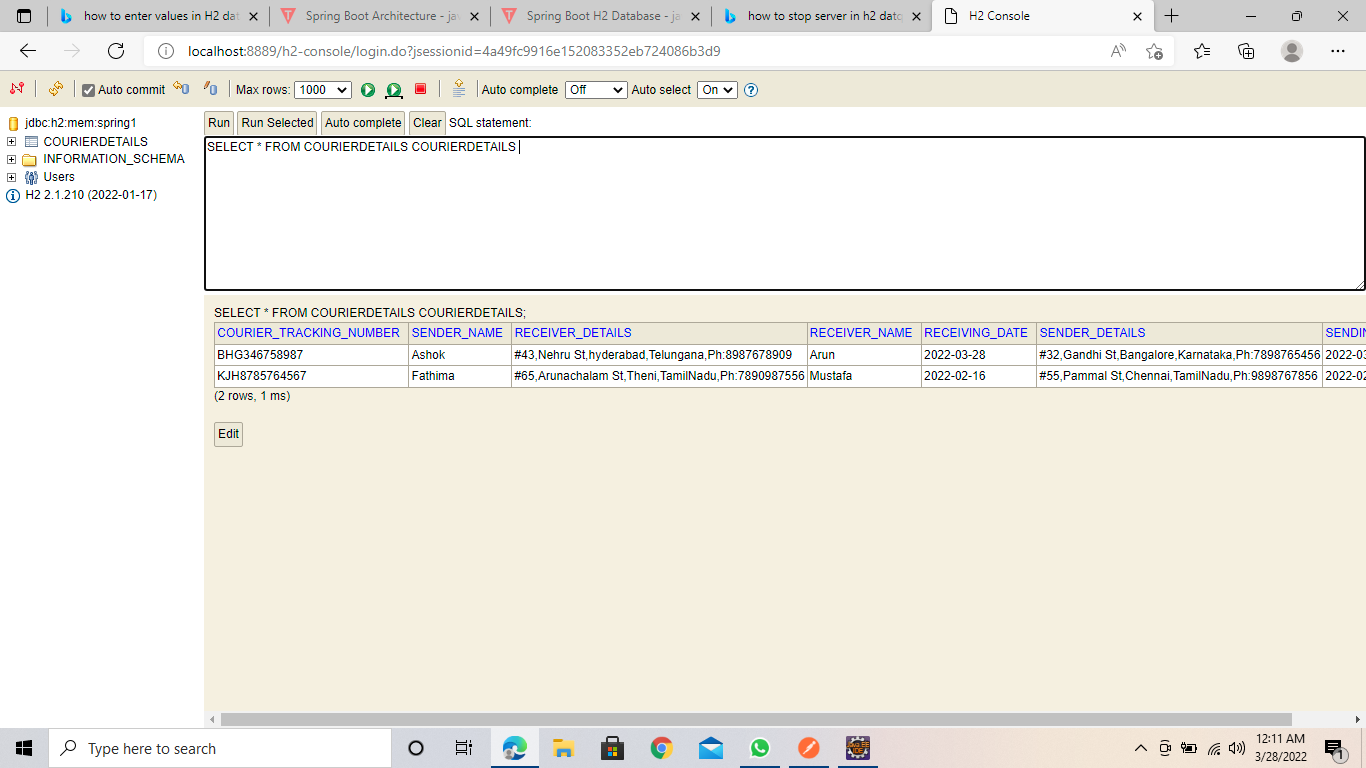 how to enter values in H2 dat
Spring Boot Architecture - jav
Spring Boot H2 Database - ja
how to stop server in h2 data
H2 Console
localhost:8889/h2-console/login.do?jsessionid=4a49fc9916e152083352eb724086b3d9
Auto commit
Max rows: 1000
Auto complete Off
Auto select On
jdbc:h2:mem:spring1
COURIERDETAILS
INFORMATION_SCHEMA
Users
H2 2.1.210 (2022-01-17)
Run Run Selected Auto complete Clear SQL statement:
SELECT * FROM COURIERDETAILS COURIERDETAILS
SELECT * FROM COURIERDETAILS COURIERDETAILS;
COURIER_TRACKING_NUMBER SENDER_NAME RECEIVER_DETAILS RECEIVER_NAME RECEIVING_DATE SENDER_DETAILS SENDIN
BHG346758987 Ashok #43,Nehru St,hyderabad,Telungana,Ph:8987678909 Arun 2022-03-28 #32,Gandhi St,Bangalore,Karnataka,Ph:7898765456 2022-03
KJH8785764567 Fathima #65,Arunachalam St,Theni,TamilNadu,Ph:7890987556 Mustafa 2022-02-16 #55,Pammal St,Chennai,TamilNadu,Ph:9898767856 2022-02
(2 rows, 1 ms)
Edit
Type here to search
12:11 AM
3/28/2022
1